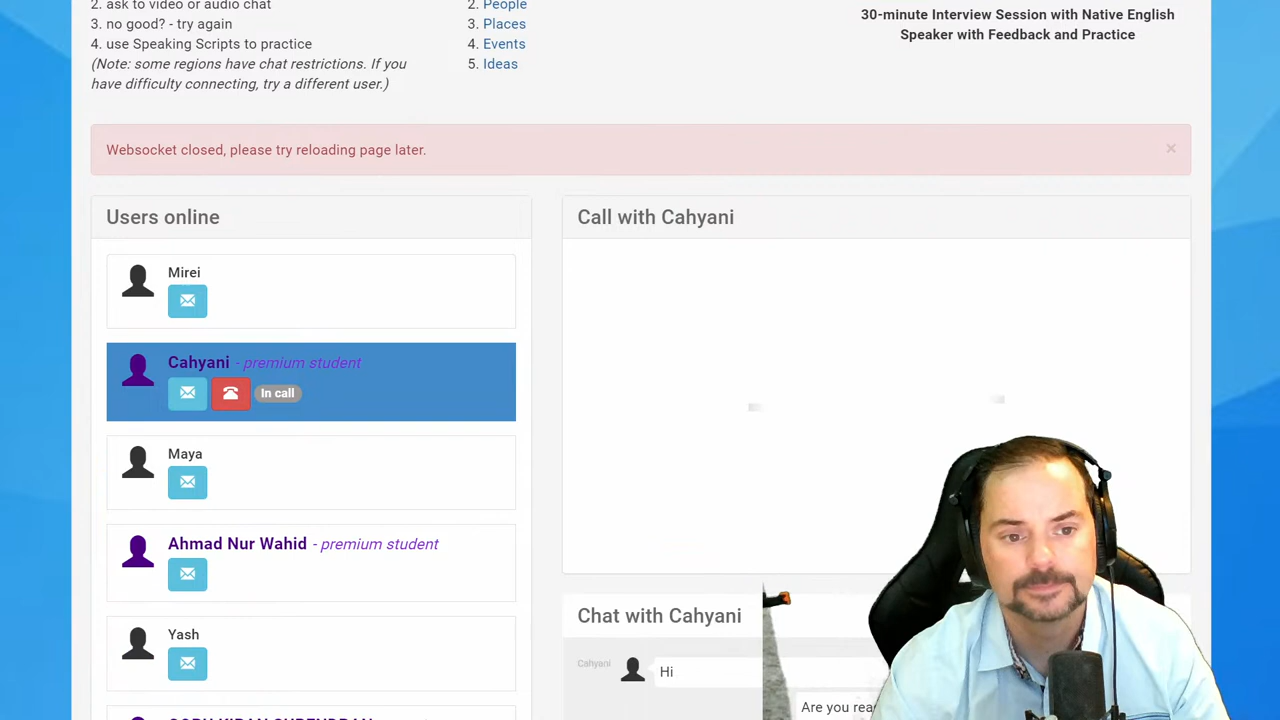 2. ask to video or audio chat
3. no good? - try again
4. use Speaking Scripts to practice
(Note: some regions have chat restrictions. If you
have difficulty connecting, try a different user.)
2. People
3. Places
4. Events
5. Ideas
30-minute Interview Session with Native English
Speaker with Feedback and Practice
Websocket closed, please try reloading page later.
×
Users online
Mirei
Cahyani - premium student
In call
Maya
Ahmad Nur Wahid - premium student
Yash
Call with Cahyani
Chat with Cahyani
Cahyani
Hi
Are you